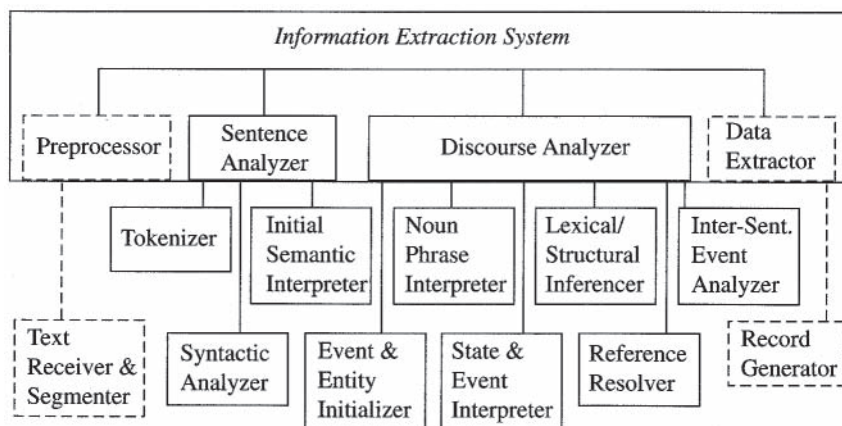 Information Extraction System
Preprocessor
Sentence
Analyzer
Discourse Analyzer
Data
Extractor
Tokenizer
Initial
Semantic
Interpreter
Noun
Phrase
Interpreter
Lexical/
Structural
Inferencer
Inter-Sent.
Event
Analyzer
Text
Receiver &
Segmenter
Syntactic
Analyzer
Event &
Entity
Initializer
State &
Event
Interpreter
Reference
Resolver
Record
Generator